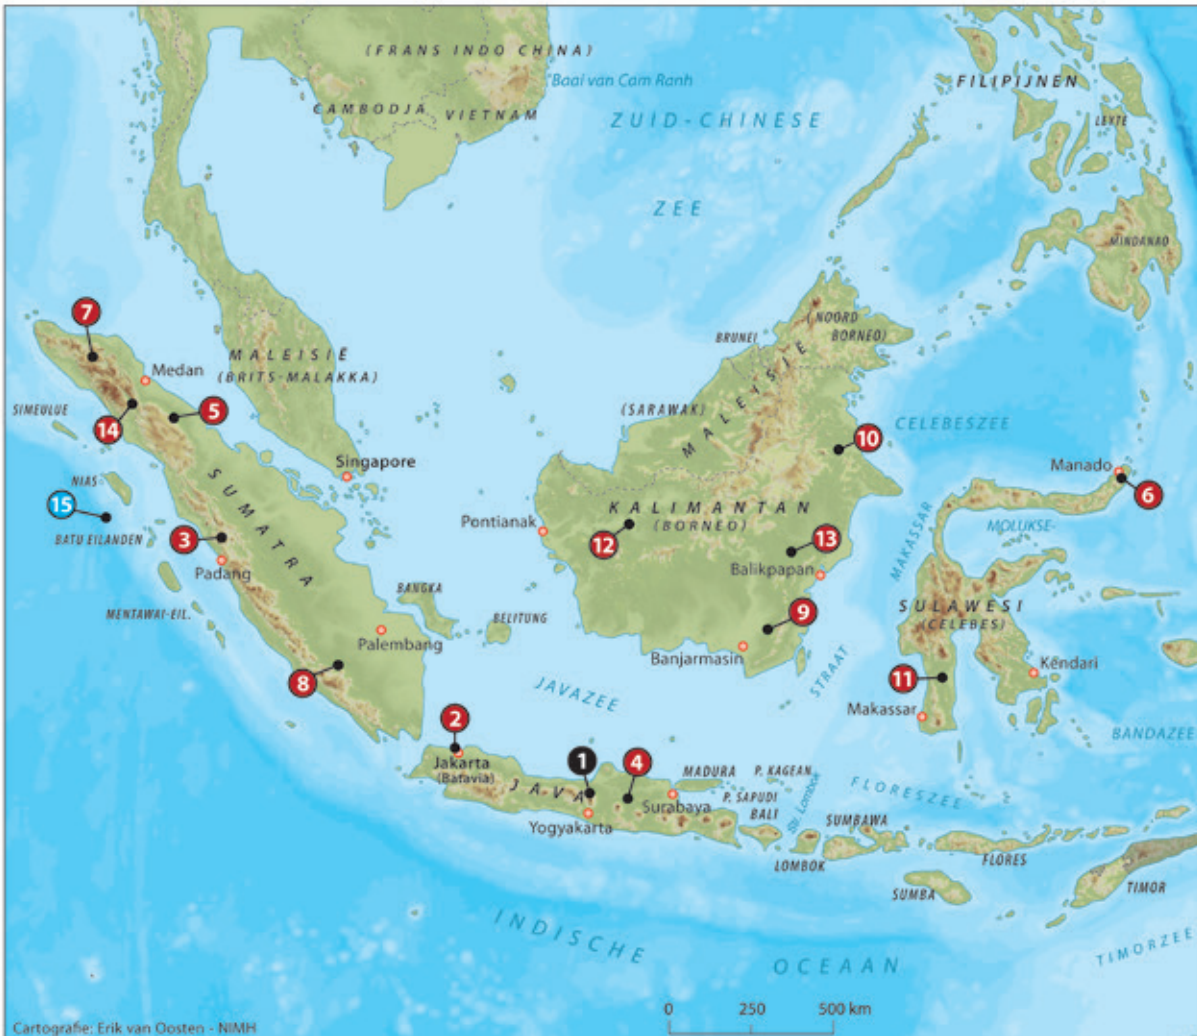 (FRANS INDO CHINA)
Baai van Cam Ranh
FILIPIJNEN
CAMBODJA
VIETNAM
ZUID-CHINESE
LEYTE
ZEE
MINDANAO
7
(NOORD
BORNEO)
BRUNEI
MALEISIË
(BRITS-MALAKKA)
Medan
MALEYSIE
SIMEULUE
5
(SARAWAK)
14
CELEBESZEE
10
Singapore
Manado
NIAS
SUMATRA
6
15
KALIMANTAN
(BORNEO)
MAKASSAR
Pontianak
MOLUKSE-
BATU EILANDEN
3
12
13
Padang
Balikpapan
BANGKA
SULAWESI
(CELEBES)
MENTAWAI-EIL.
BELITUNG
9
Palembang
Banjarmasin
STRAAT
Kendari
8
11
JAVAZEE
Makassar
2
BANDAZEE
1
4
Jakarta
(Batavia)
MADURA
P. KAGEAN
JAVA
Surabaya
P. SAPUDI
FLORESZEE
BALI
St. Lombok
SUMBAWA
Yogyakarta
LOMBOK
FLORES
SUMBA
TIMOR
INDISCHE
OCEAAN
TIMORZEE
0 250 500 km
Cartografie: Erik van Oosten - NIMH